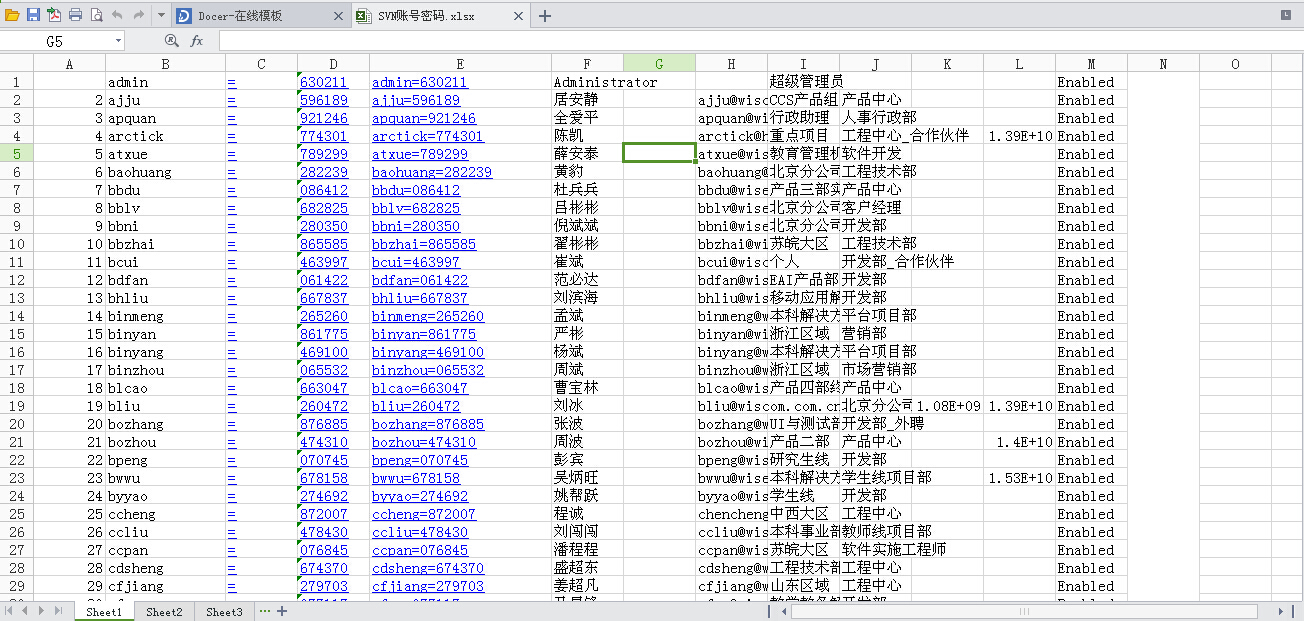 Docer-在线模板 SVN账号密码.xlsx
G5 fx
A B C D E F G H I J K L M N O
1 admin = 630211 admin=630211 Administrator 超级管理员 Enabled
2 2 ajju = 596189 ajju=596189 居安静 ajju@wisc CCS产品组 产品中心 Enabled
3 3 apquan = 921246 apquan=921246 全爱平 apquan@wi 行政助理 人事行政部 Enabled
4 4 arctick = 774301 arctick=774301 陈凯 arctick@h 重点项目 工程中心_合作伙伴 1.39E+10 Enabled
5 5 atxue = 789299 atxue=789299 薛安泰 atxue@wis 教育管理 软件开发 Enabled
6 6 baohuang = 282239 baohuang=282239 黄豹 baohuang@ 北京分公司 工程技术部 Enabled
7 7 bbdu = 086412 bbdu=086412 杜兵兵 bbdu@wise 产品三部 产品中心 Enabled
8 8 bblv = 682825 bblv=682825 吕彬彬 bblv@wise 北京分公司 客户经理 Enabled
9 9 bbni = 280350 bbni=280350 倪斌斌 bbni@wise 北京分公司 开发部 Enabled
10 10 bbzhai = 865585 bbzhai=865585 翟彬彬 bbzhai@wi 苏皖大区 工程技术部 Enabled
11 11 bcui = 463997 bcui=463997 崔斌 bcui@wisc 个人 开发部_合作伙伴 Enabled
12 12 bdfan = 061422 bdfan=061422 范必达 bdfan@wis EAI产品部 开发部 Enabled
13 13 bhliu = 667837 bhliu=667837 刘滨海 bhliu@wis 移动应用 开发部 Enabled
14 14 binmeng = 265260 binmeng=265260 孟斌 binmeng@w 本科解决方 平台项目部 Enabled
15 15 binyan = 861775 binyan=861775 严彬 binyan@wi 浙江区域 营销部 Enabled
16 16 binyang = 469100 binyang=469100 杨斌 binyang@w 本科解决方 平台项目部 Enabled
17 17 binzhou = 065532 binzhou=065532 周斌 binzhou@w 浙江区域 市场营销部 Enabled
18 18 blcao = 663047 blcao=663047 曹宝林 blcao@wis 产品四部 产品中心 Enabled
19 19 bliu = 260472 bliu=260472 刘冰 bliu@wiscom.com.cn 北京分公司 1.08E+09 1.39E+10 Enabled
20 20 bozhang = 876885 bozhang=876885 张波 bozhang@w UI与测试部 开发部_外聘 Enabled
21 21 bozhou = 474310 bozhou=474310 周波 bozhou@wi 产品二部 产品中心 1.4E+10 Enabled
22 22 bpeng = 070745 bpeng=070745 彭宾 bpeng@wis 研究生线 开发部 Enabled
23 23 bwwu = 678158 bwwu=678158 吴炳旺 bwwu@wise 本科解决方 学生线项目部 1.53E+10 Enabled
24 24 byyao = 274692 byyao=274692 姚帮跃 byyao@wis 学生线 开发部 Enabled
25 25 ccheng = 872007 ccheng=872007 程诚 chencheng 中西大区 工程中心 Enabled
26 26 ccliu = 478430 ccliu=478430 刘闯闯 ccliu@wis 本科事业部 教师线项目部 Enabled
27 27 ccpan = 076845 ccpan=076845 潘程程 ccpan@wis 苏皖大区 软件实施工程师 Enabled
28 28 cdsheng = 674370 cdsheng=674370 盛超东 cdsheng@w 工程技术部 工程中心 Enabled
29 29 cfjiang = 279703 cfjiang=279703 姜超凡 cfjiang@w 山东区域 工程中心 Enabled
Sheet1 Sheet2 Sheet3 ··· +